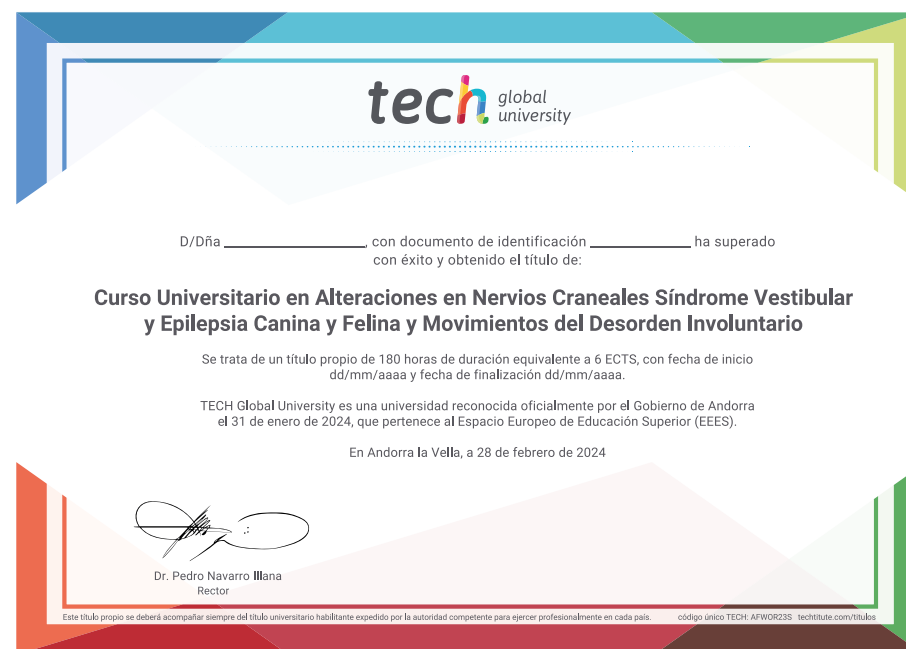 tech global university
D/Dña ____________________, con documento de identificación ______________ ha superado
con éxito y obtenido el título de:
Curso Universitario en Alteraciones en Nervios Craneales Síndrome Vestibular
y Epilepsia Canina y Felina y Movimientos del Desorden Involuntario
Se trata de un título propio de 180 horas de duración equivalente a 6 ECTS, con fecha de inicio
dd/mm/aaaa y fecha de finalización dd/mm/aaaa.
TECH Global University es una universidad reconocida oficialmente por el Gobierno de Andorra
el 31 de enero de 2024, que pertenece al Espacio Europeo de Educación Superior (EEES).
En Andorra la Vella, a 28 de febrero de 2024
Dr. Pedro Navarro Illana
Rector
Este título propio se deberá acompañar siempre del título universitario habilitante expedido por la autoridad competente para ejercer profesionalmente en cada país. código único TECH: AFWOR23S techtitute.com/titulos